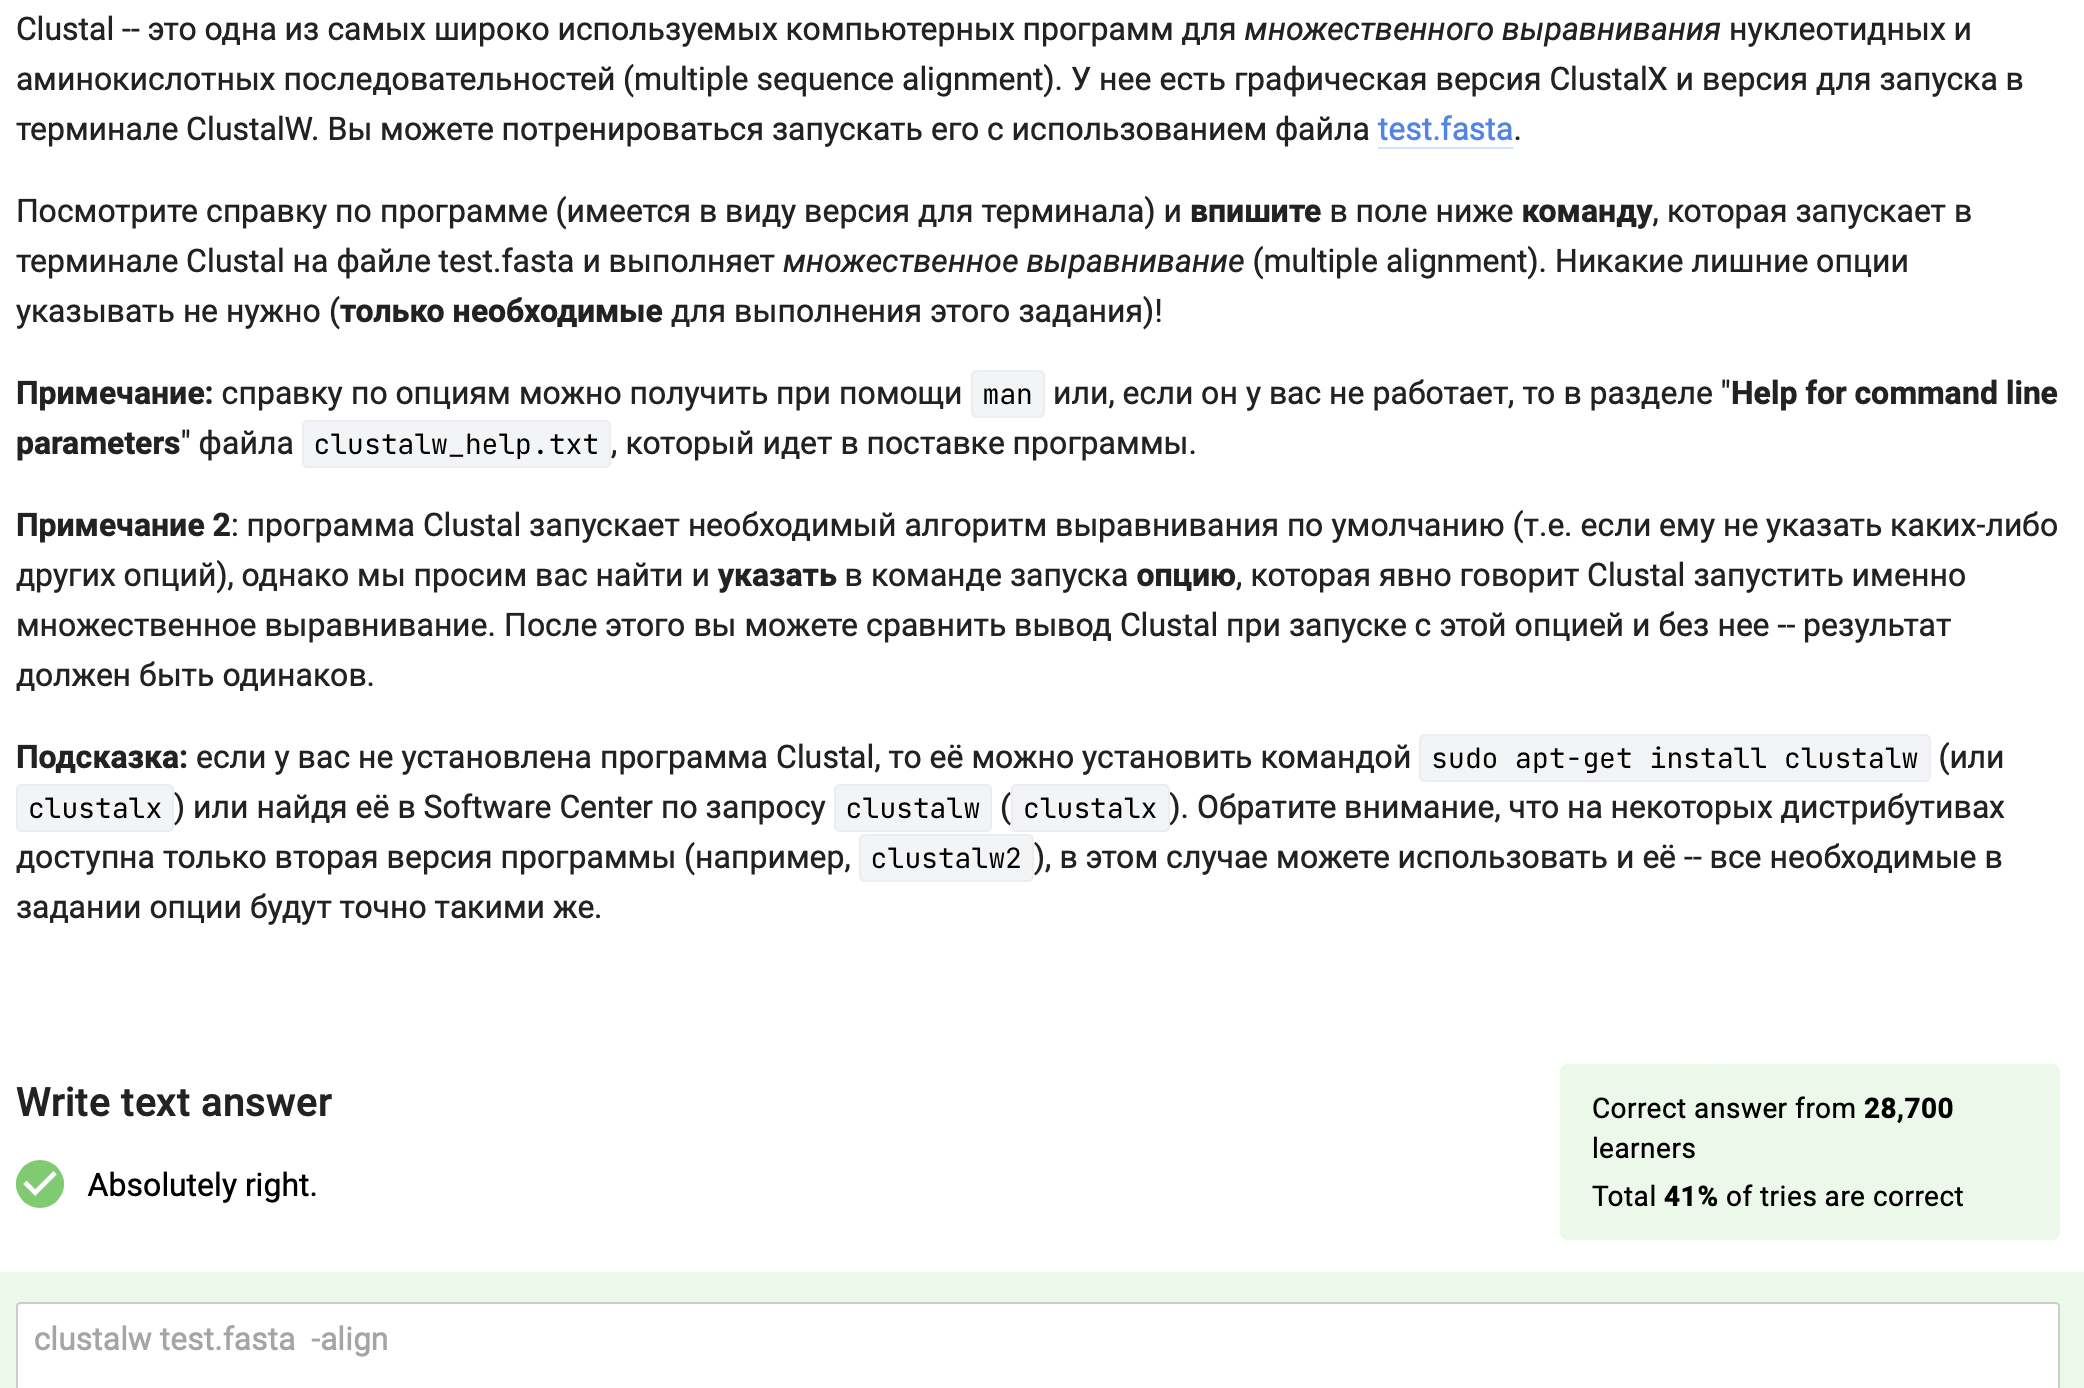 Clustal -- это одна из самых широко используемых компьютерных программ для множественного выравнивания нуклеотидных и
аминокислотных последовательностей (multiple sequence alignment). У нее есть графическая версия ClustalX и версия для запуска в
терминале ClustalW. Вы можете потренироваться запускать его с использованием файла test.fasta.
Посмотрите справку по программе (имеется в виду версия для терминала) и впишите в поле ниже команду, которая запускает в
терминале Clustal на файле test.fasta и выполняет множественное выравнивание (multiple alignment). Никакие лишние опции
указывать не нужно (только необходимые для выполнения этого задания)!
Примечание: справку по опциям можно получить при помощи man или, если он у вас не работает, то в разделе "Help for command line
parameters" файла clustalw_help.txt, который идет в поставке программы.
Примечание 2: программа Clustal запускает необходимый алгоритм выравнивания по умолчанию (т.е. если ему не указать каких-либо
других опций), однако мы просим вас найти и указать в команде запуска опцию, которая явно говорит Clustal запустить именно
множественное выравнивание. После этого вы можете сравнить вывод Clustal при запуске с этой опцией и без нее -- результат
должен быть одинаков.
Подсказка: если у вас не установлена программа Clustal, то её можно установить командой sudo apt-get install clustalw (или
clustalx) или найдя её в Software Center по запросу clustalw (clustalx). Обратите внимание, что на некоторых дистрибутивах
доступна только вторая версия программы (например, clustalw2), в этом случае можете использовать и её -- все необходимые в
задании опции будут точно такими же.
Write text answer
Absolutely right.
Correct answer from 28,700
learners
Total 41% of tries are correct
clustalw test.fasta  -align